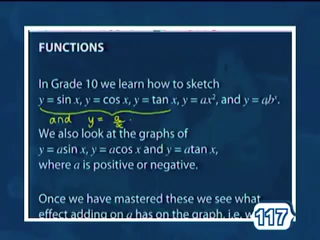 FUNCTIONS
In Grade 10 we learn how to sketch
y = sin x, y = cos x, y = tan x, y = ax², and y = qbˣ.
and y = a/x .
We also look at the graphs of
y = asin x, y = acos x and y = atan x,
where a is positive or negative.
Once we have mastered these we see what
effect adding on q has on the graph, i.e. w
117